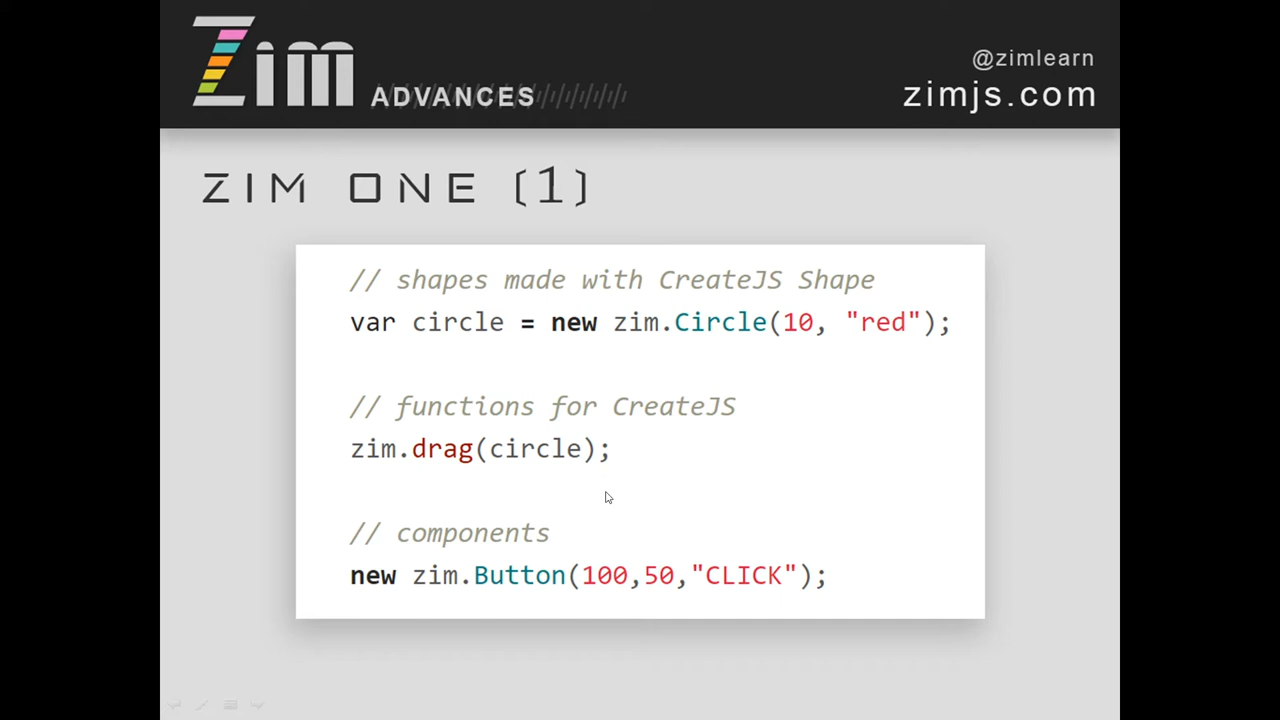 Zim ADVANCES
@zimlearn
zimjs.com
ZIM ONE (1)
// shapes made with CreateJS Shape
var circle = new zim.Circle(10, "red");
// functions for CreateJS
zim.drag(circle);
// components
new zim.Button(100,50,"CLICK");